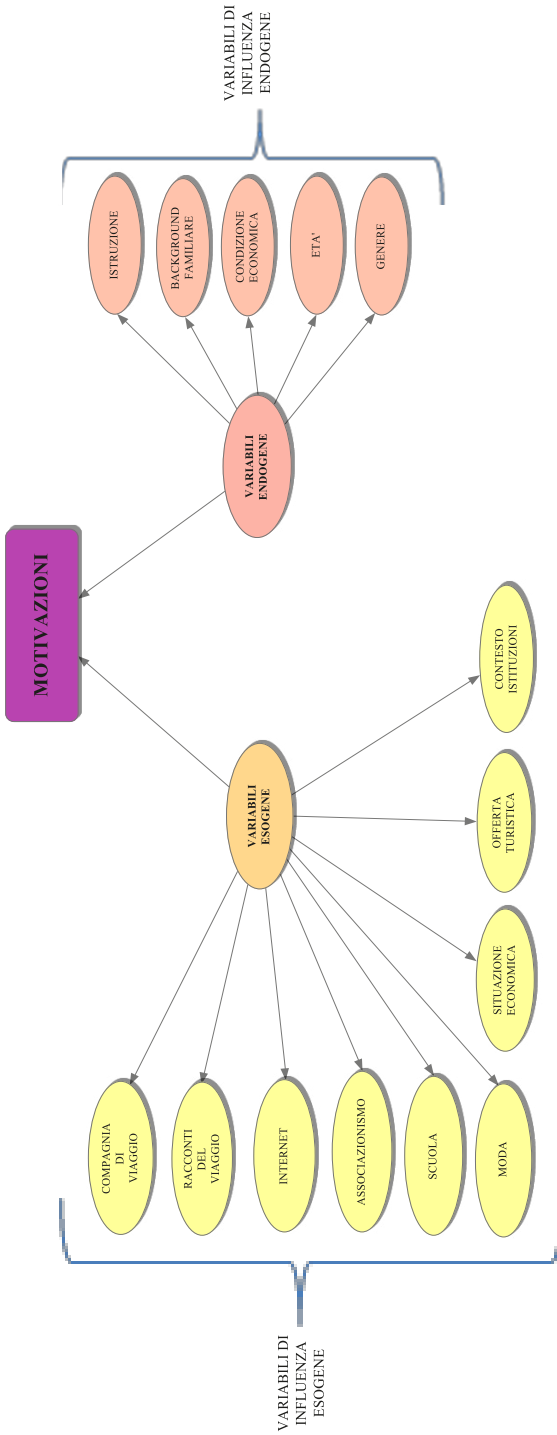 MOTIVAZIONI
VARIABILI
ESOGENE
VARIABILI
ENDOGENE
VARIABILI DI
INFLUENZA
ESOGENE
COMPAGNIA
DI
VIAGGIO
RACCONTI
DEL
VIAGGIO
INTERNET
ASSOCIAZIONISMO
SCUOLA
MODA
SITUAZIONE
ECONOMICA
OFFERTA
TURISTICA
CONTESTO
ISTITUZIONI
ISTRUZIONE
BACKGROUND
FAMILIARE
CONDIZIONE
ECONOMICA
ETA'
GENERE
VARIABILI DI
INFLUENZA
ENDOGENE